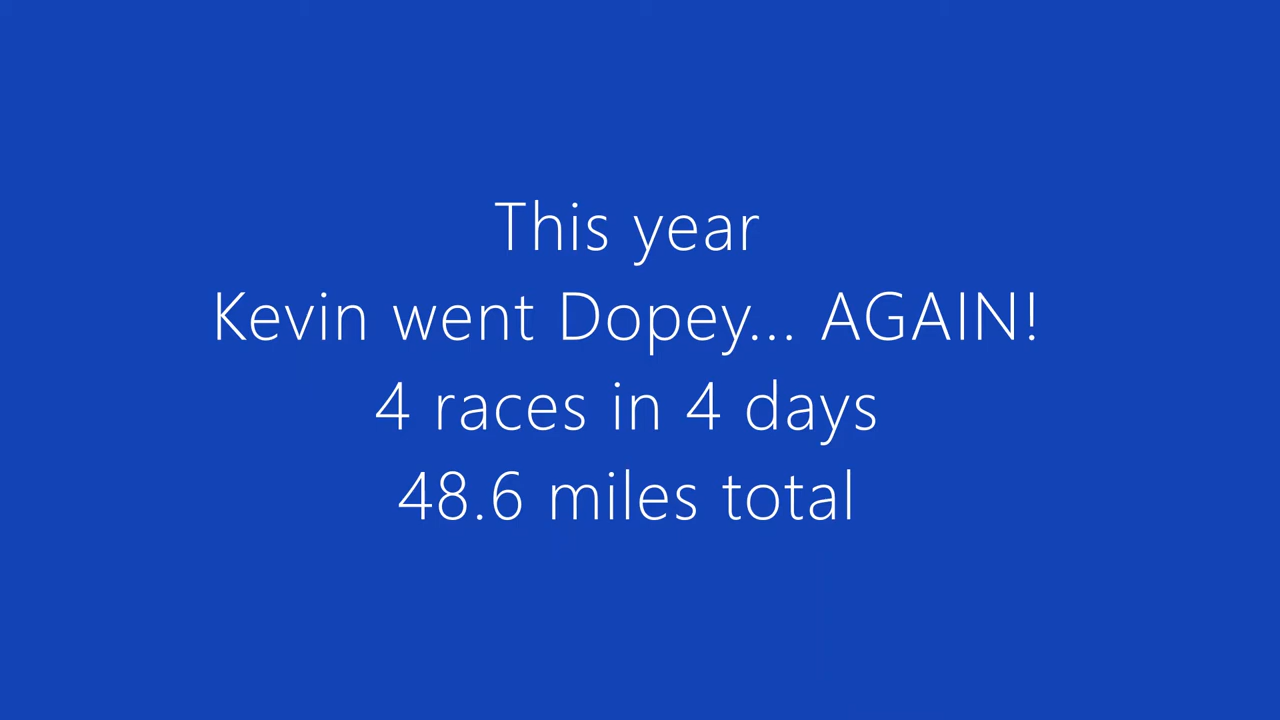 This year
Kevin went Dopey... AGAIN!
4 races in 4 days
48.6 miles total